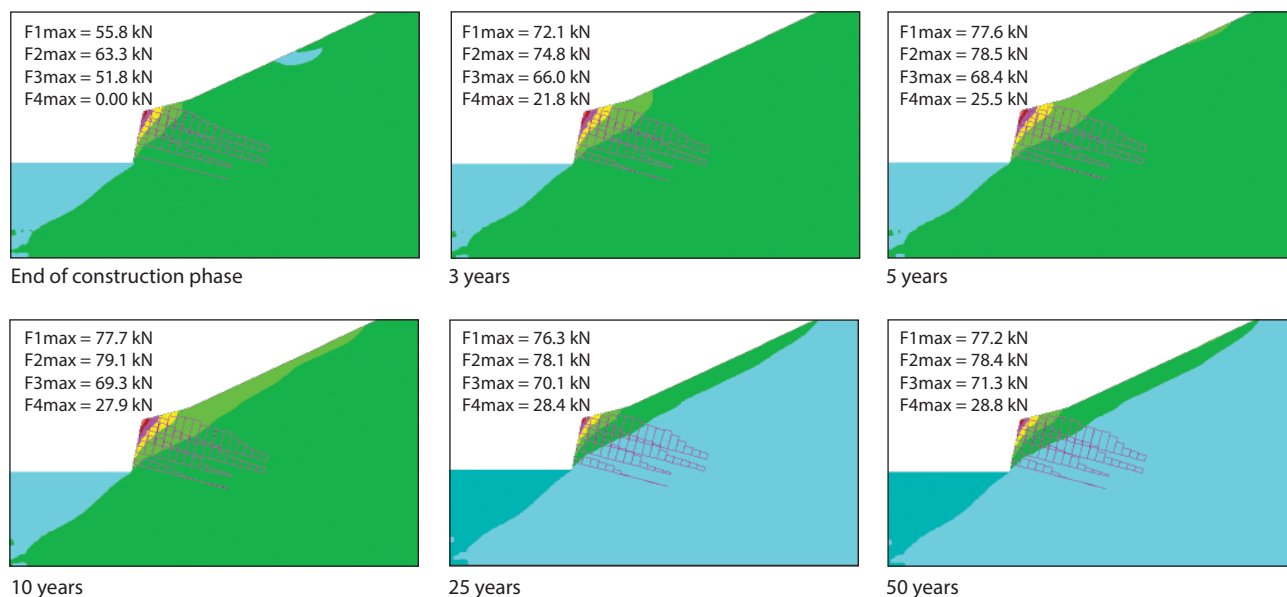 F1max = 55.8 kN
F2max = 63.3 kN
F3max = 51.8 kN
F4max = 0.00 kN
End of construction phase
F1max = 72.1 kN
F2max = 74.8 kN
F3max = 66.0 kN
F4max = 21.8 kN
3 years
F1max = 77.6 kN
F2max = 78.5 kN
F3max = 68.4 kN
F4max = 25.5 kN
5 years
F1max = 77.7 kN
F2max = 79.1 kN
F3max = 69.3 kN
F4max = 27.9 kN
10 years
F1max = 76.3 kN
F2max = 78.1 kN
F3max = 70.1 kN
F4max = 28.4 kN
25 years
F1max = 77.2 kN
F2max = 78.4 kN
F3max = 71.3 kN
F4max = 28.8 kN
50 years